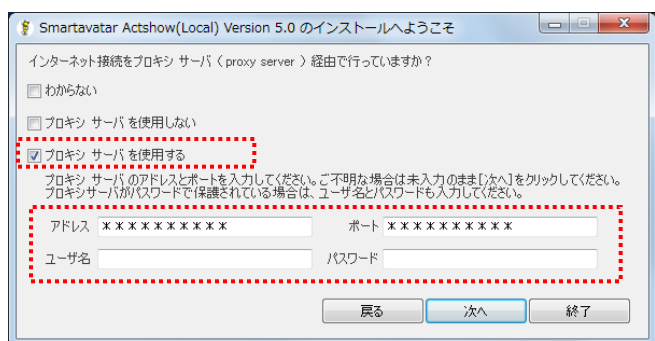 Smartavatar Actshow(Local) Version 5.0 のインストールへようこそ
インターネット接続をプロキシ サーバ（ proxy server ）経由で行っていますか？
わからない
プロキシ サーバ を使用しない
プロキシ サーバ を使用する
プロキシ サーバ のアドレスとポートを入力してください。ご不明な場合は未入力のまま[次へ]をクリックしてください。
プロキシサーバがパスワードで保護されている場合は、ユーザ名とパスワードも入力してください。
アドレス ＊＊＊＊＊＊＊＊＊＊ ポート ＊＊＊＊＊＊＊＊＊＊
ユーザ名 パスワード
戻る 次へ 終了